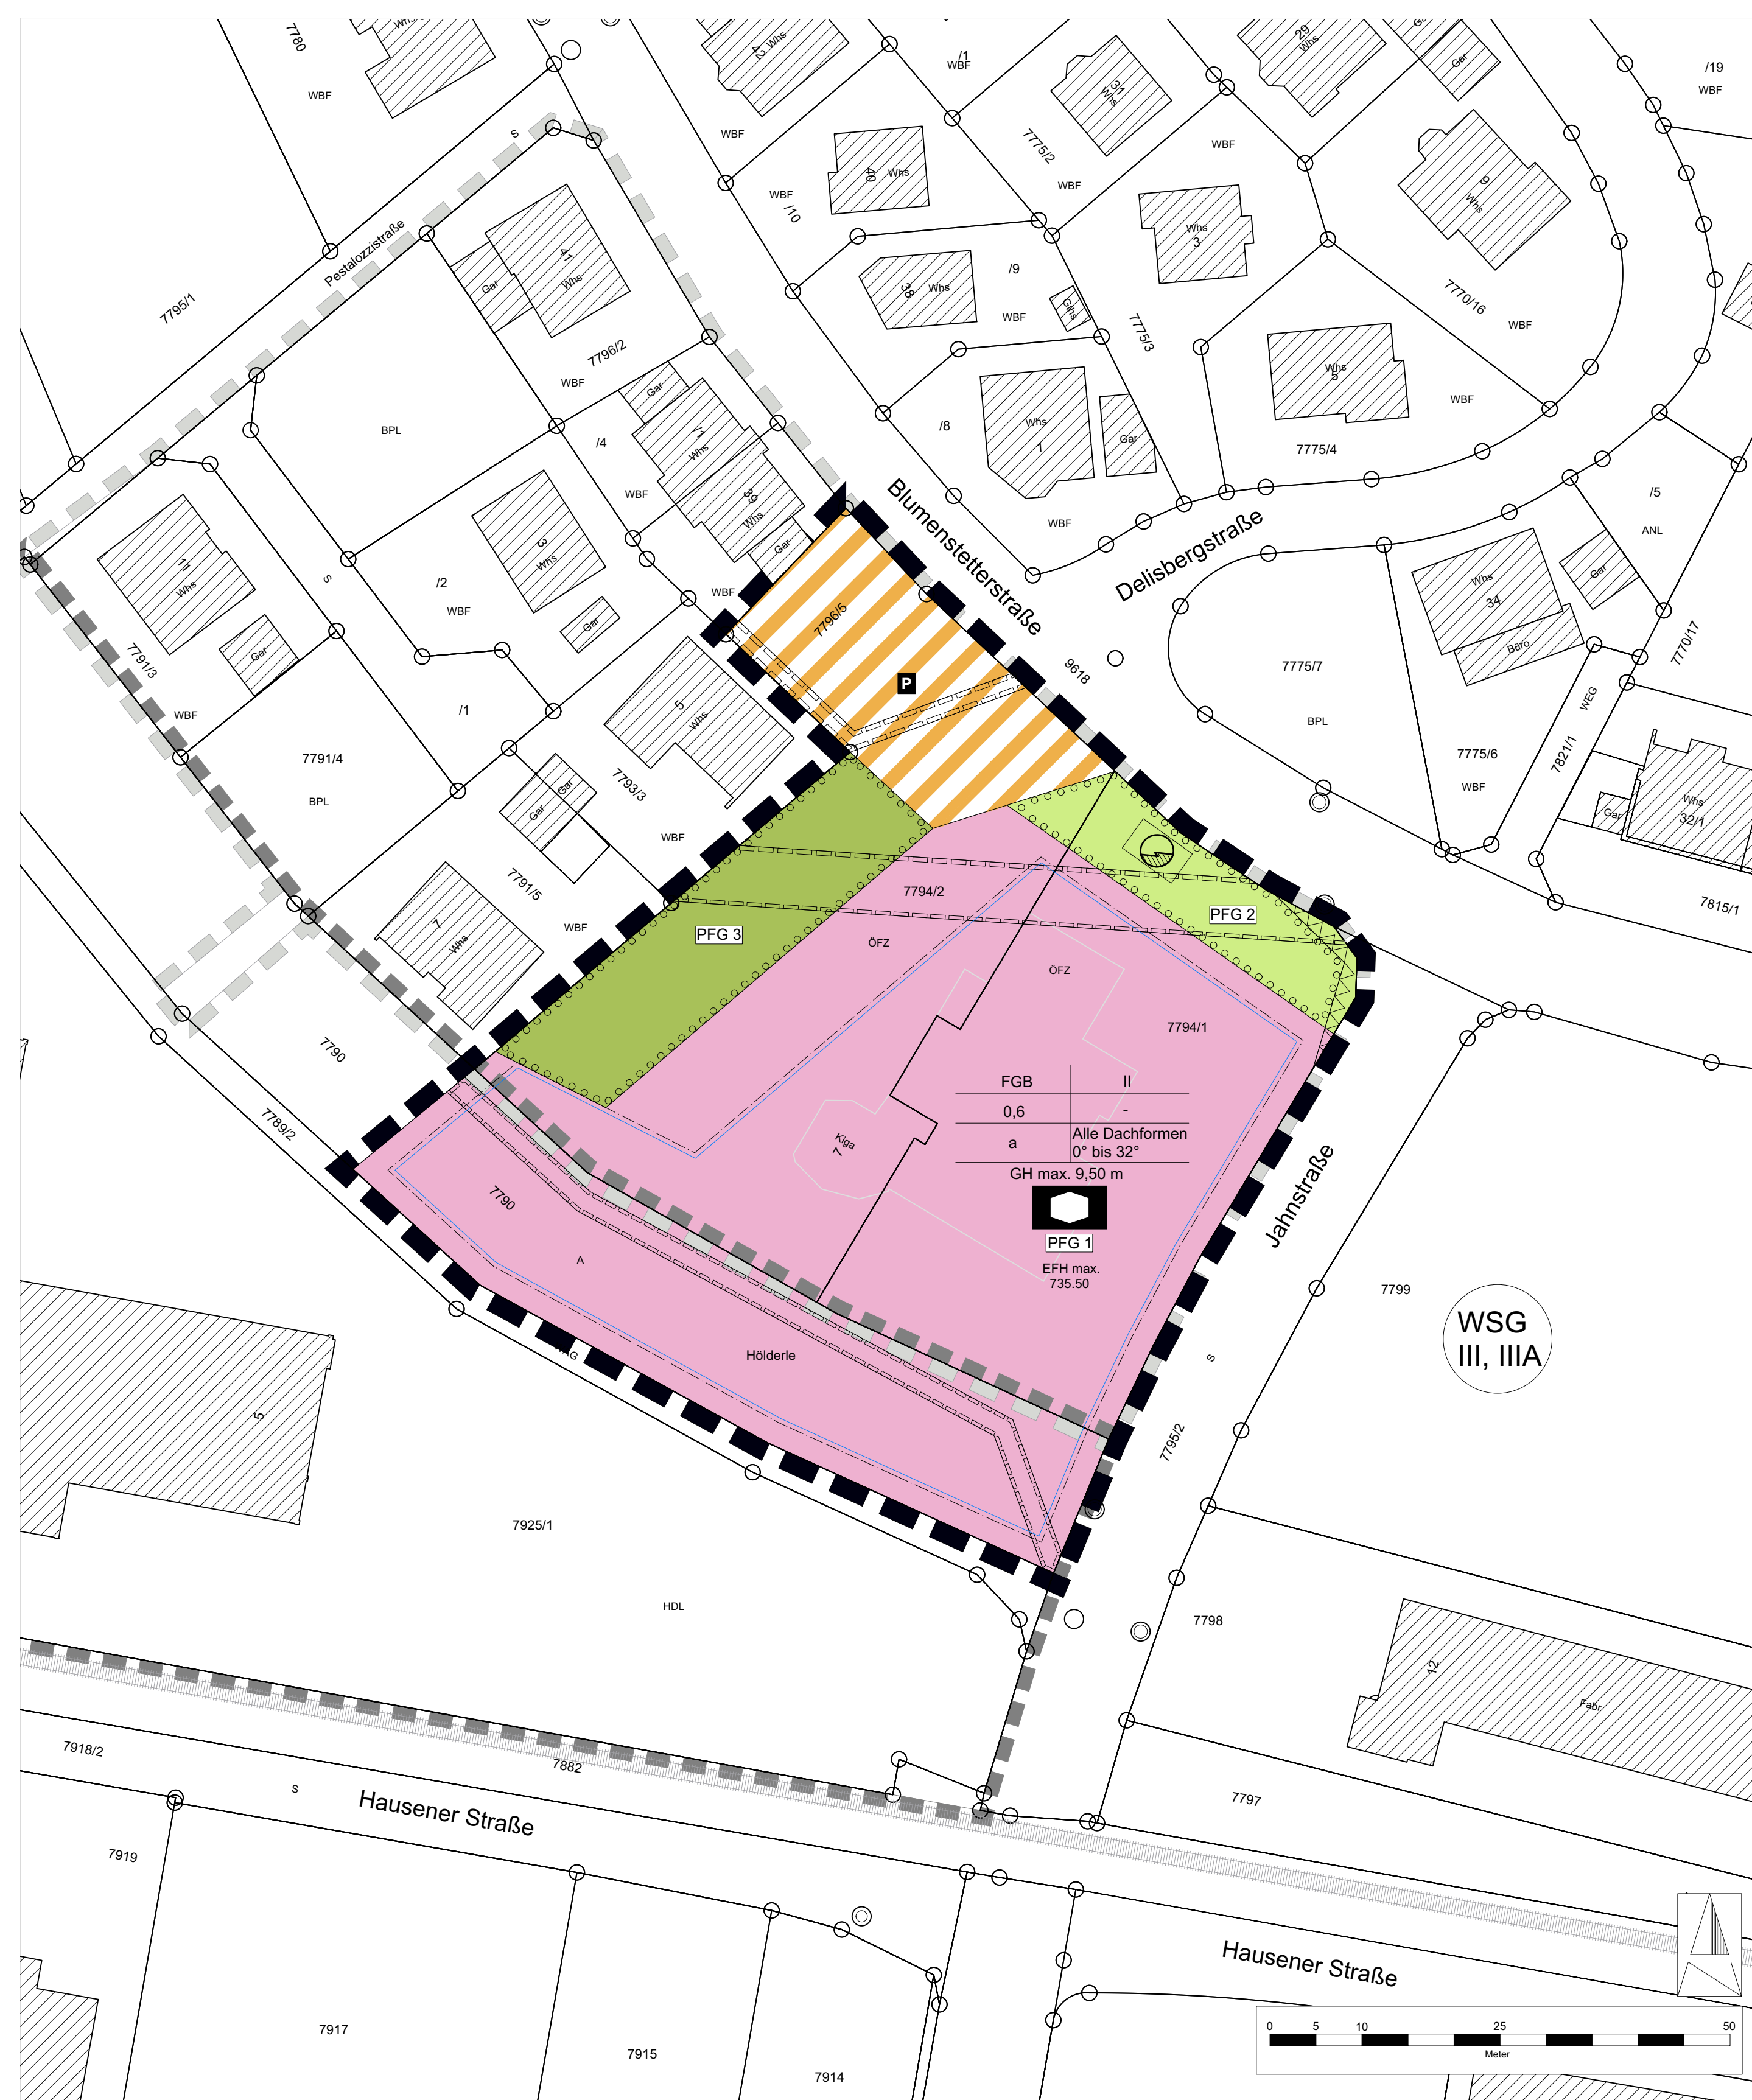 7780
Whs
42 Whs
/1
WBF
29
Whs
Gar
/19
WBF
WBF
31
Whs
S
WBF
7775/2
WBF
40
Whs
WBF
WBF
/10
9
Whs
Pestalozzistraße
41
Whs
Gar
Whs
3
/9
38
Whs
WBF
Gths
7775/3
7770/16
WBF
7795/1
7796/2
WBF
Gar
Whs
5
WBF
BPL
/4
/1
Whs
/8
Whs
1
Gar
7775/4
WBF
39
Whs
Gar
Blumenstetterstraße
WBF
Delisbergstraße
/5
ANL
11
Whs
S
3
Whs
/2
WBF
WBF
Gar
7796/5
Whs
34
Gar
Büro
Gar
7791/3
WBF
/1
5
Whs
P
9618
7775/7
BPL
7770/17
WEG
7791/4
BPL
7793/3
Gar
Gar
WBF
7775/6
WBF
7821/1
Gar
Whs
32/1
7791/5
WBF
7
Whs
PFG 3
7794/2
ÖFZ
PFG 2
7815/1
ÖFZ
7794/1
7790
7789/2
FGB
II
0,6
-
a
Alle Dachformen
0° bis 32°
GH max. 9,50 m
PFG 1
EFH max.
735.50
Kiga
7
Jahnstraße
7790
A
7799
WSG
III, IIIA
Hölderle
S
7795/2
5
7925/1
HDL
7798
12
Fabr
7918/2
7882
S
Hausener Straße
7797
7919
Hausener Straße
7917
7915
7914
0 5 10 25 50
Meter